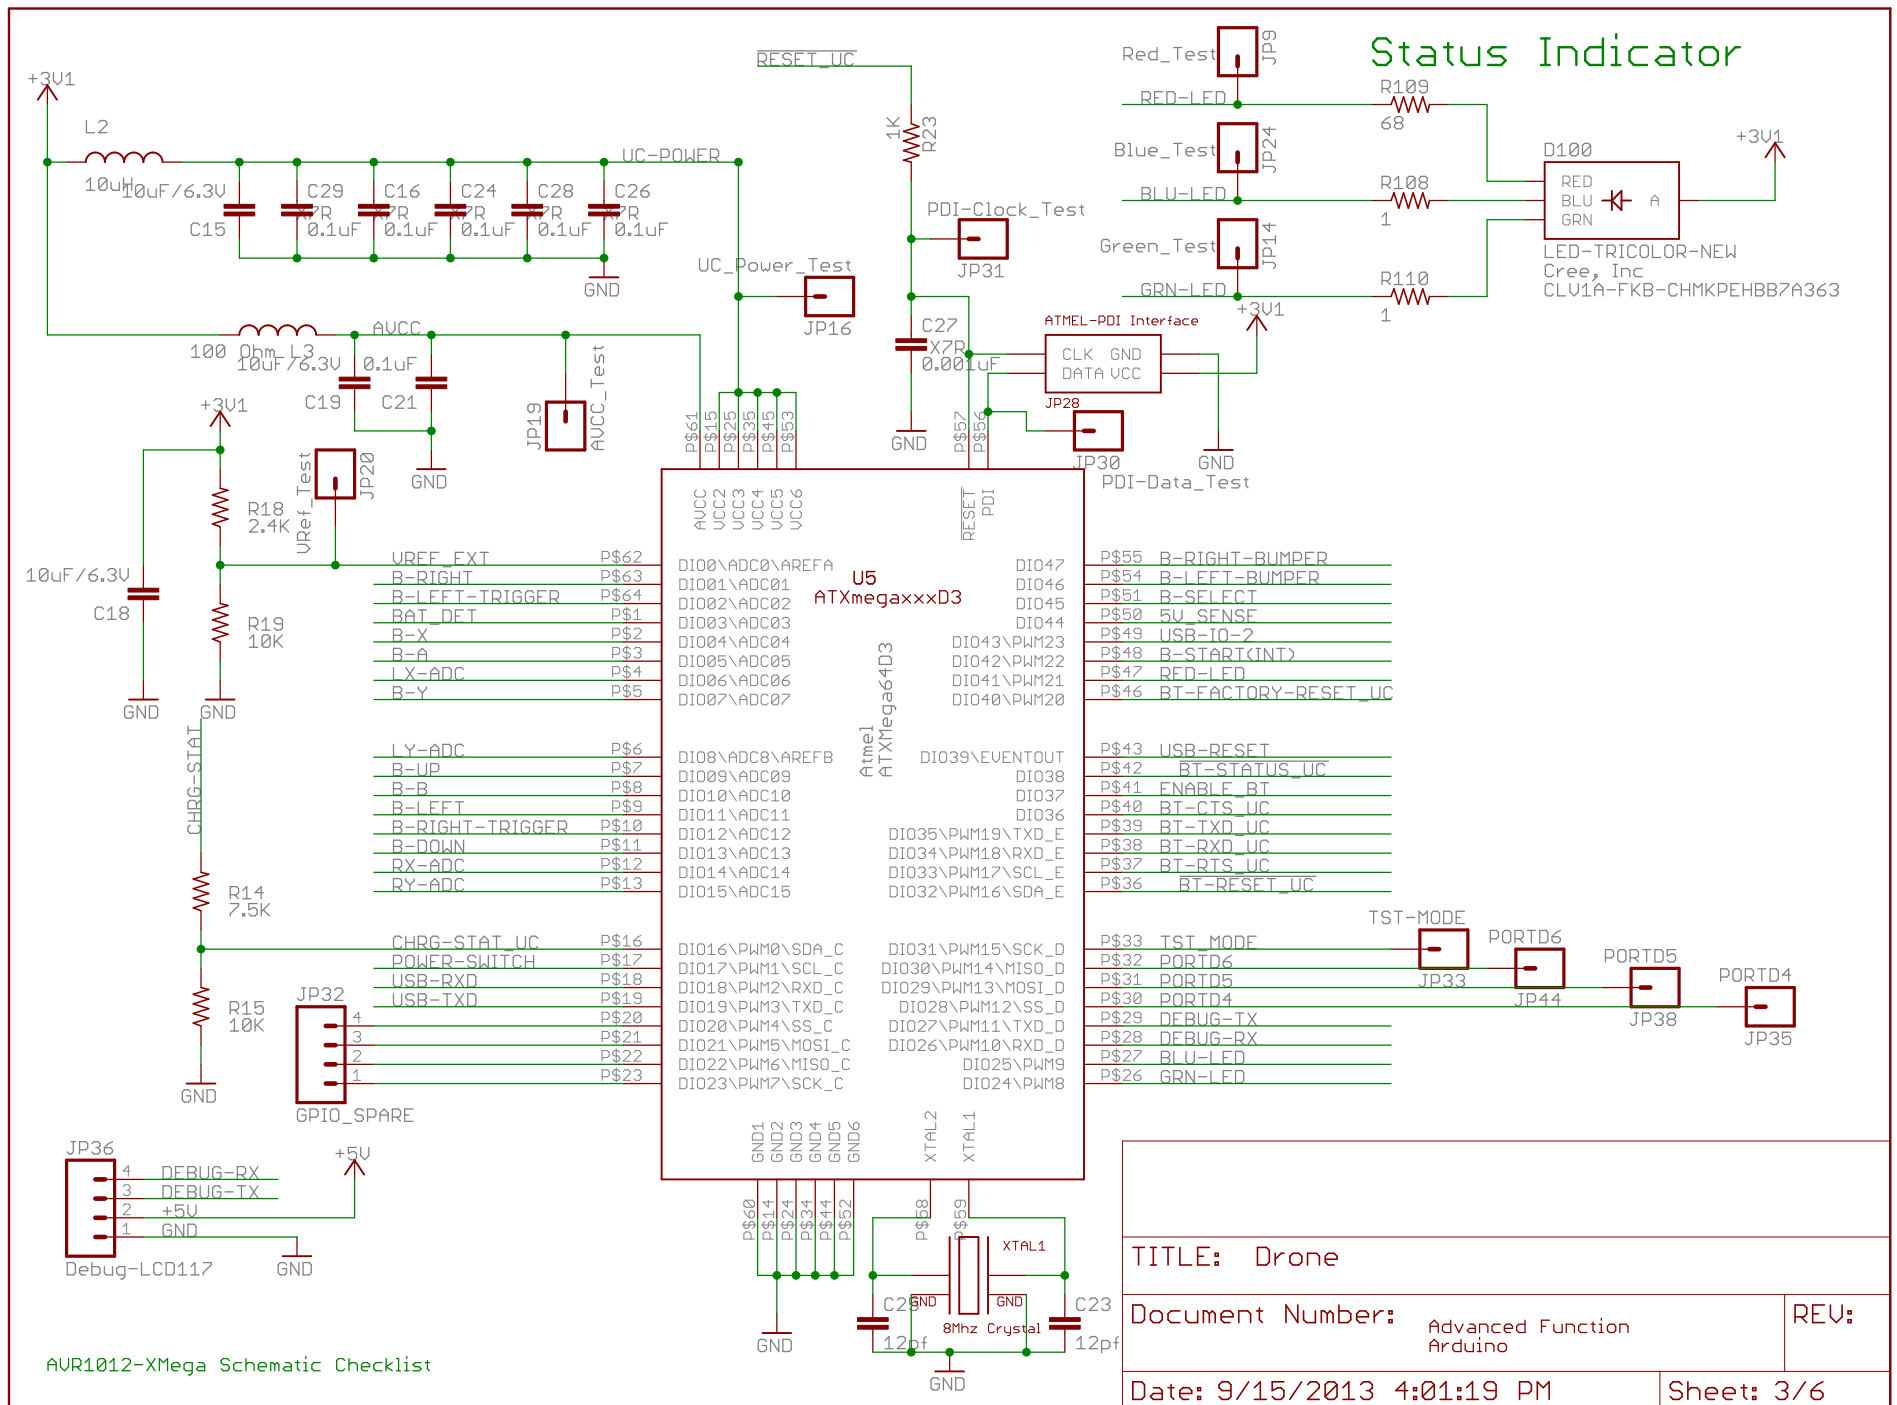 Status Indicator
+3V1
L2
10uH
10uF/6.3V
C15
C29
X7R
0.1uF
C16
X7R
0.1uF
C24
X7R
0.1uF
C28
X7R
0.1uF
C26
X7R
0.1uF
UC-POWER
GND
RESET_UC
1K
R23
PDI-Clock_Test
JP31
UC_Power_Test
JP16
C27
X7R
0.001uF
GND
Red_Test
JP9
RED-LED
R109
68
Blue_Test
JP24
BLU-LED
R108
1
Green_Test
JP14
GRN-LED
R110
1
D100
RED
BLU
GRN
A
+3V1
LED-TRICOLOR-NEW
Cree, Inc
CLV1A-FKB-CHMKPEHBB7A363
+3V1
ATMEL-PDI Interface
CLK GND
DATA VCC
JP28
JP30
PDI-Data_Test
GND
100 Ohm L3
AVCC
10uF/6.3V
C19
0.1uF
C21
GND
JP19
AVCC_Test
+3V1
R18
2.4K
VRef_Test
JP20
10uF/6.3V
C18
R19
10K
GND
GND
P$61
P$15
P$25
P$35
P$45
P$53
P$57
P$56
AVCC
VCC2
VCC3
VCC4
VCC5
VCC6
RESET
PDI
U5
ATXmegaxxxD3
Atmel
ATXMega64D3
VREF_EXT P$62 DIO0\ADC0\AREFA
B-RIGHT P$63 DIO01\ADC01
B-LEFT-TRIGGER P$64 DIO02\ADC02
BAT_DET P$1 DIO03\ADC03
B-X P$2 DIO04\ADC04
B-A P$3 DIO05\ADC05
LX-ADC P$4 DIO06\ADC06
B-Y P$5 DIO07\ADC07
LY-ADC P$6 DIO8\ADC8\AREFB
B-UP P$7 DIO09\ADC09
B-B P$8 DIO10\ADC10
B-LEFT P$9 DIO11\ADC11
B-RIGHT-TRIGGER P$10 DIO12\ADC12
B-DOWN P$11 DIO13\ADC13
RX-ADC P$12 DIO14\ADC14
RY-ADC P$13 DIO15\ADC15
CHRG-STAT_UC P$16 DIO16\PWM0\SDA_C
POWER-SWITCH P$17 DIO17\PWM1\SCL_C
USB-RXD P$18 DIO18\PWM2\RXD_C
USB-TXD P$19 DIO19\PWM3\TXD_C
P$20 DIO20\PWM4\SS_C
P$21 DIO21\PWM5\MOSI_C
P$22 DIO22\PWM6\MISO_C
P$23 DIO23\PWM7\SCK_C
DIO47 P$55 B-RIGHT-BUMPER
DIO46 P$54 B-LEFT-BUMPER
DIO45 P$51 B-SELECT
DIO44 P$50 5V_SENSE
DIO43\PWM23 P$49 USB-IO-2
DIO42\PWM22 P$48 B-START(INT)
DIO41\PWM21 P$47 RED-LED
DIO40\PWM20 P$46 BT-FACTORY-RESET_UC
DIO39\EVENTOUT P$43 USB-RESET
DIO38 P$42 BT-STATUS_UC
DIO37 P$41 ENABLE_BT
DIO36 P$40 BT-CTS_UC
DIO35\PWM19\TXD_E P$39 BT-TXD_UC
DIO34\PWM18\RXD_E P$38 BT-RXD_UC
DIO33\PWM17\SCL_E P$37 BT-RTS_UC
DIO32\PWM16\SDA_E P$36 BT-RESET_UC
DIO31\PWM15\SCK_D P$33 TST_MODE
DIO30\PWM14\MISO_D P$32 PORTD6
DIO29\PWM13\MOSI_D P$31 PORTD5
DIO28\PWM12\SS_D P$30 PORTD4
DIO27\PWM11\TXD_D P$29 DEBUG-TX
DIO26\PWM10\RXD_D P$28 DEBUG-RX
DIO25\PWM9 P$27 BLU-LED
DIO24\PWM8 P$26 GRN-LED
TST-MODE
JP33
PORTD6
JP44
PORTD5
JP38
PORTD4
JP35
CHRG-STAT
R14
7.5K
R15
10K
GND
JP32
4
3
2
1
GPIO_SPARE
JP36
4 DEBUG-RX
3 DEBUG-TX
2 +5V
1 GND
Debug-LCD117
+5V
GND
GND1
GND2
GND3
GND4
GND5
GND6
XTAL2
XTAL1
P$60
P$14
P$24
P$34
P$44
P$52
P$58
P$59
GND
XTAL1
C25
12pf
GND
GND
8Mhz Crystal
C23
12pf
GND
AVR1012-XMega Schematic Checklist
TITLE: Drone
Document Number:
Advanced Function
Arduino
REV:
Date: 9/15/2013 4:01:19 PM
Sheet: 3/6